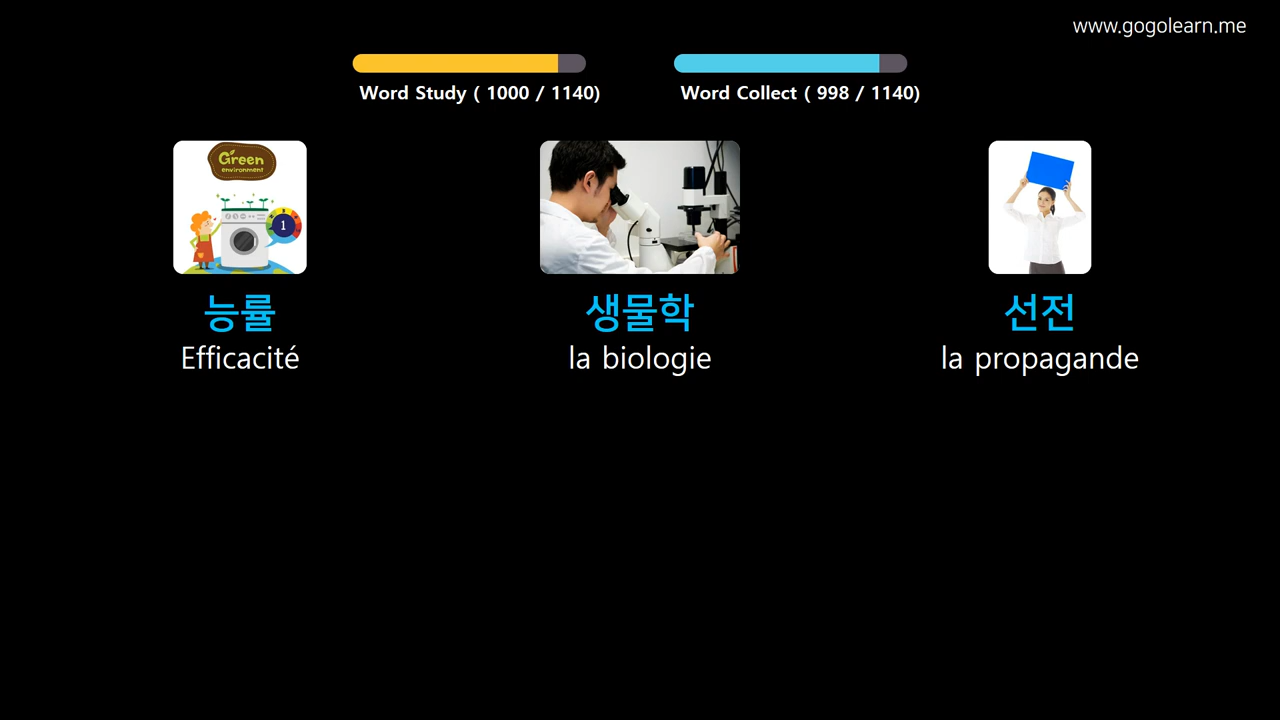 www.gogolearn.me
Word Study ( 1000 / 1140)
Word Collect ( 998 / 1140)
Green
environment
1
능률
Efficacité
생물학
la biologie
선전
la propagande